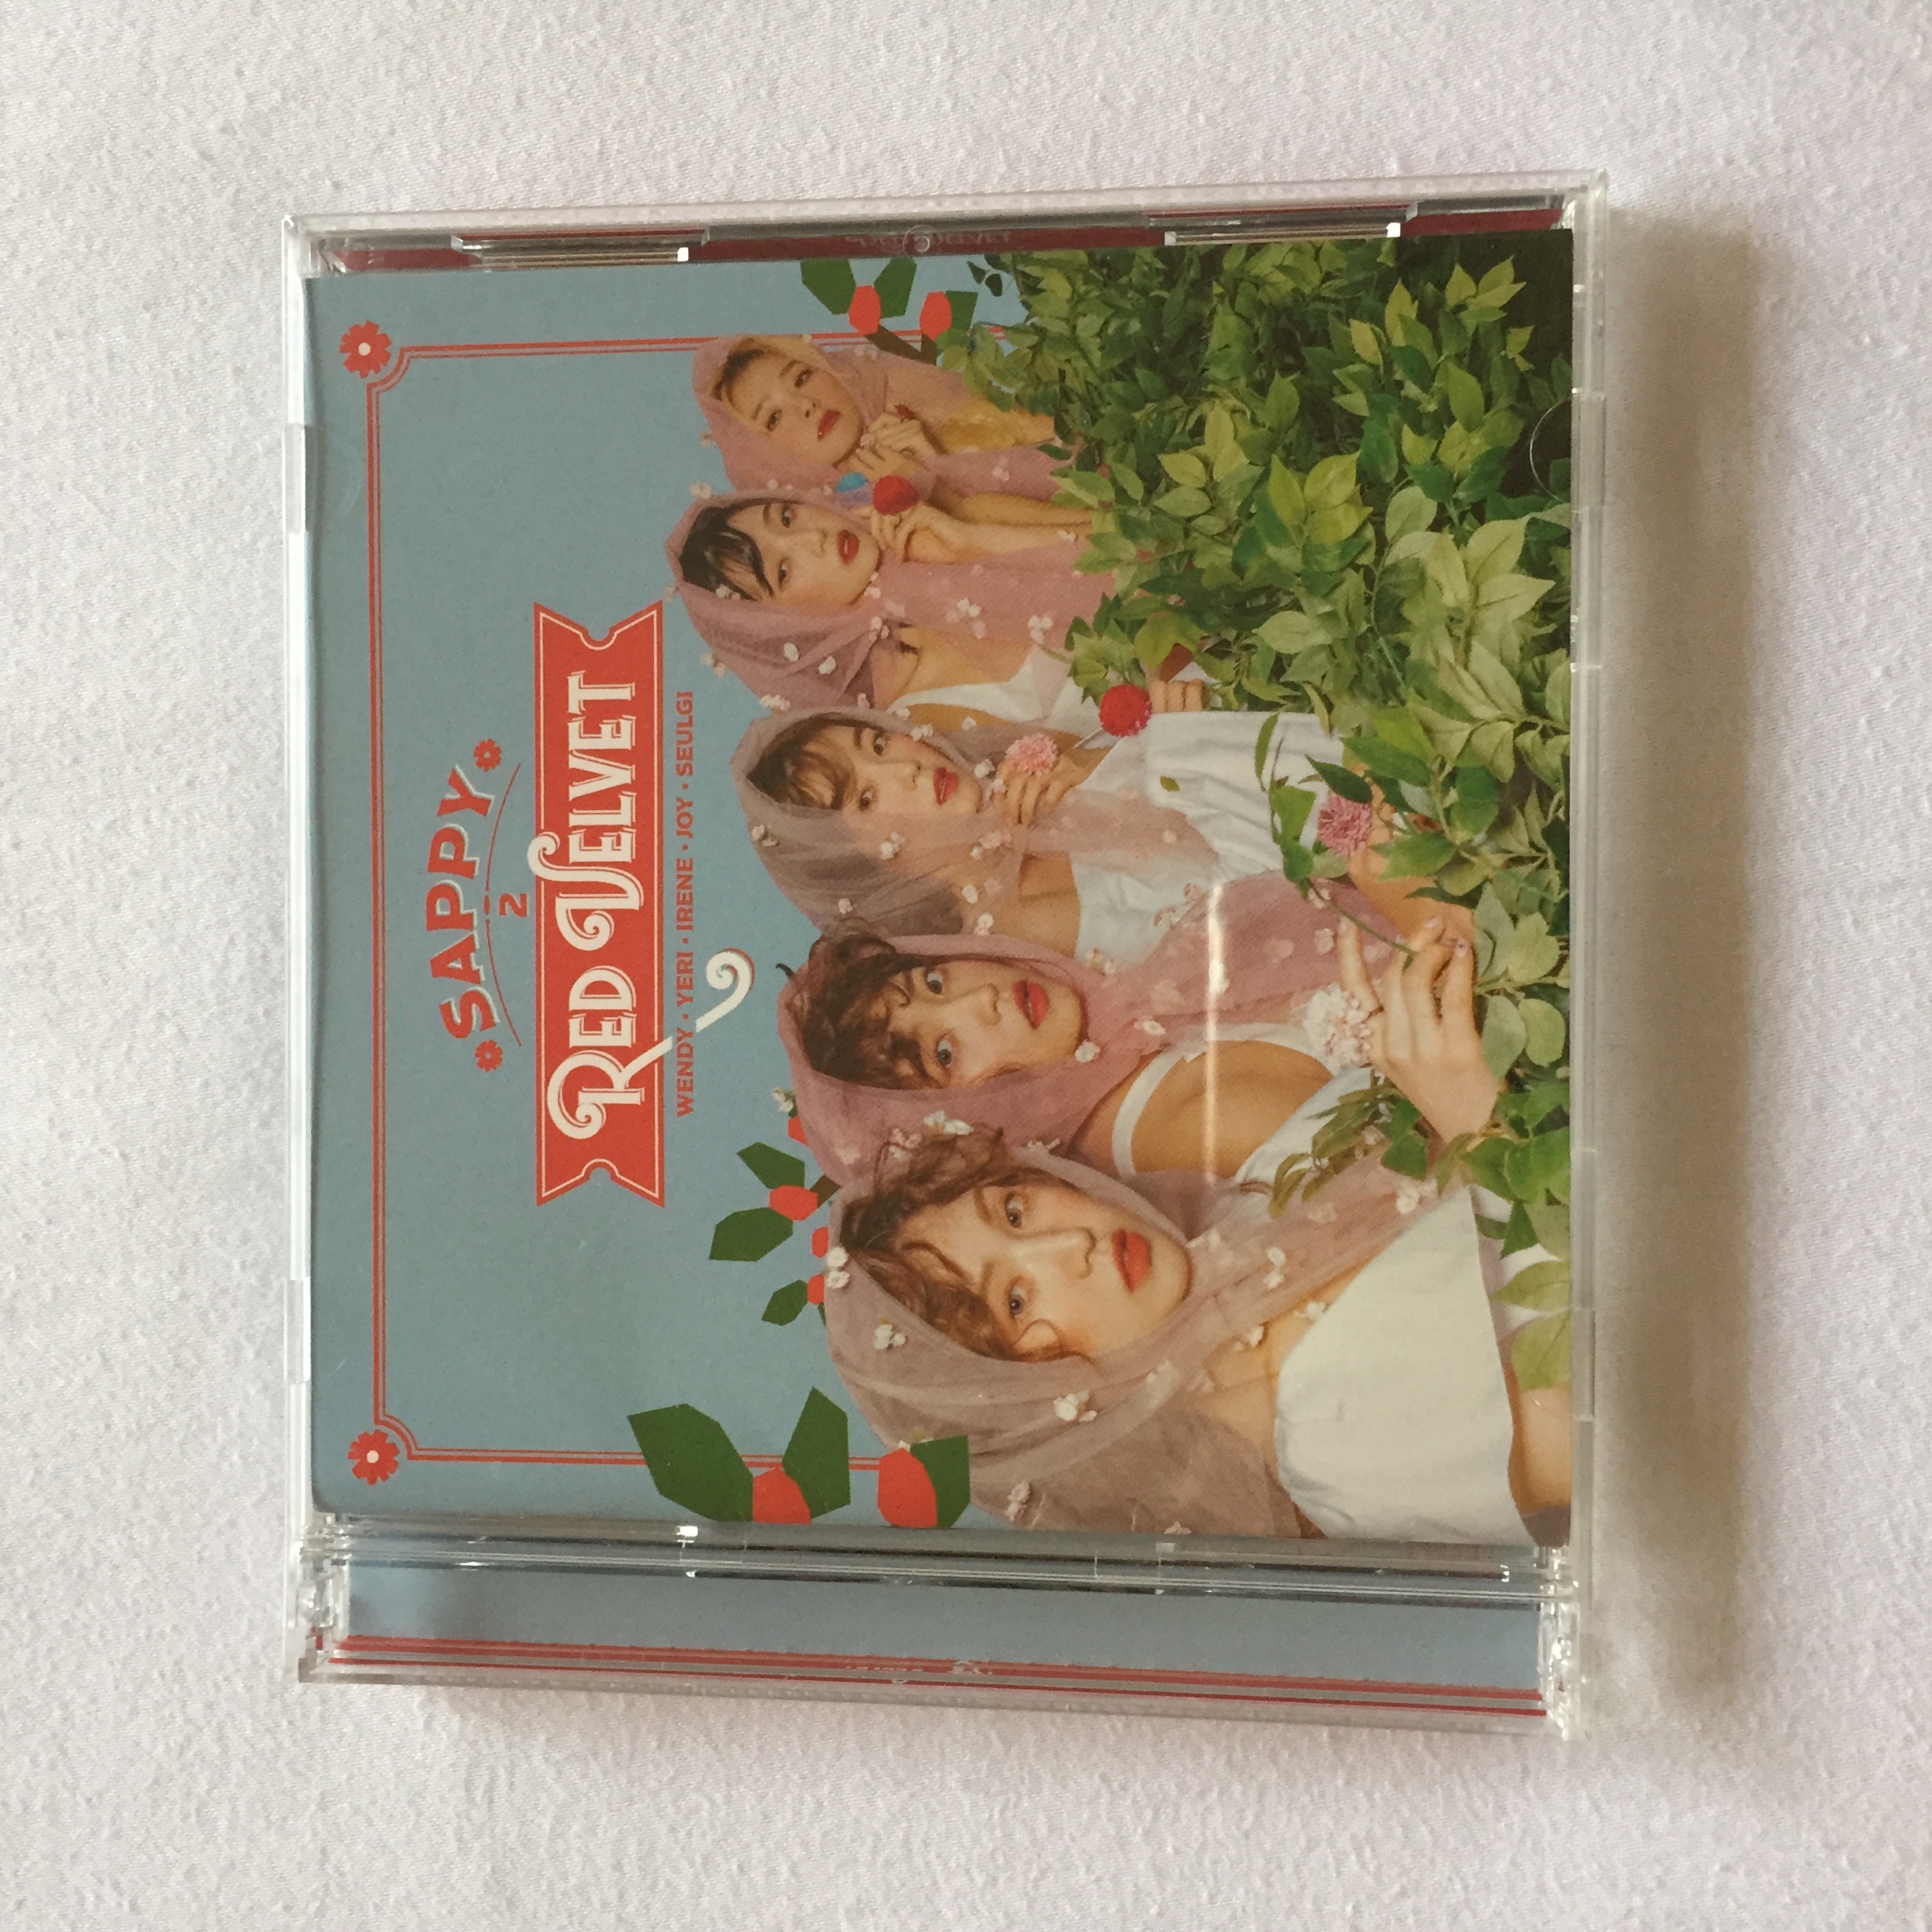 SAPPY
2
RED VELVET
WENDY • YERI • IRENE • JOY • SEULGI